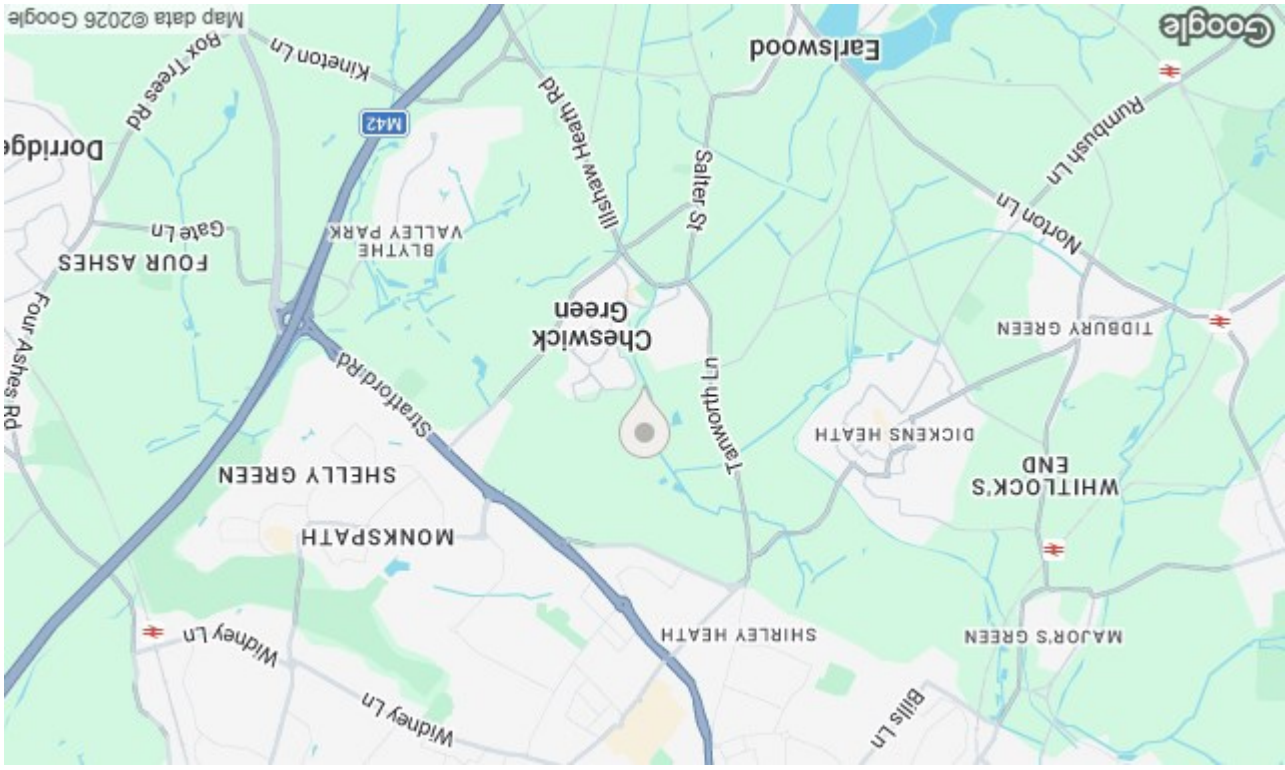 Bills Ln
Widney Ln
Widney Ln
MAJOR'S GREEN
SHIRLEY HEATH
MONKSPATH
SHELLY GREEN
WHITLOCK'S
END
DICKENS HEATH
Tanworth Ln
Stratford Rd
Four Ashes Rd
TIDBURY GREEN
Cheswick
Green
FOUR ASHES
Gate Ln
BLYTHE
VALLEY PARK
Norton Ln
Salter St
Illshaw Heath Rd
Rumbush Ln
Dorridge
Box Trees Rd
M42
Kineton Ln
Earlswood
Google
Map data ©2026 Google